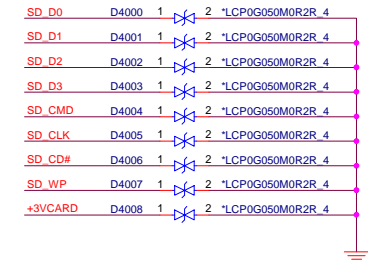 SD_D0 D4000 1 2 *LCP0G050M0R2R_4
SD_D1 D4001 1 2 *LCP0G050M0R2R_4
SD_D2 D4002 1 2 *LCP0G050M0R2R_4
SD_D3 D4003 1 2 *LCP0G050M0R2R_4
SD_CMD D4004 1 2 *LCP0G050M0R2R_4
SD_CLK D4005 1 2 *LCP0G050M0R2R_4
SD_CD# D4006 1 2 *LCP0G050M0R2R_4
SD_WP D4007 1 2 *LCP0G050M0R2R_4
+3VCARD D4008 1 2 *LCP0G050M0R2R_4